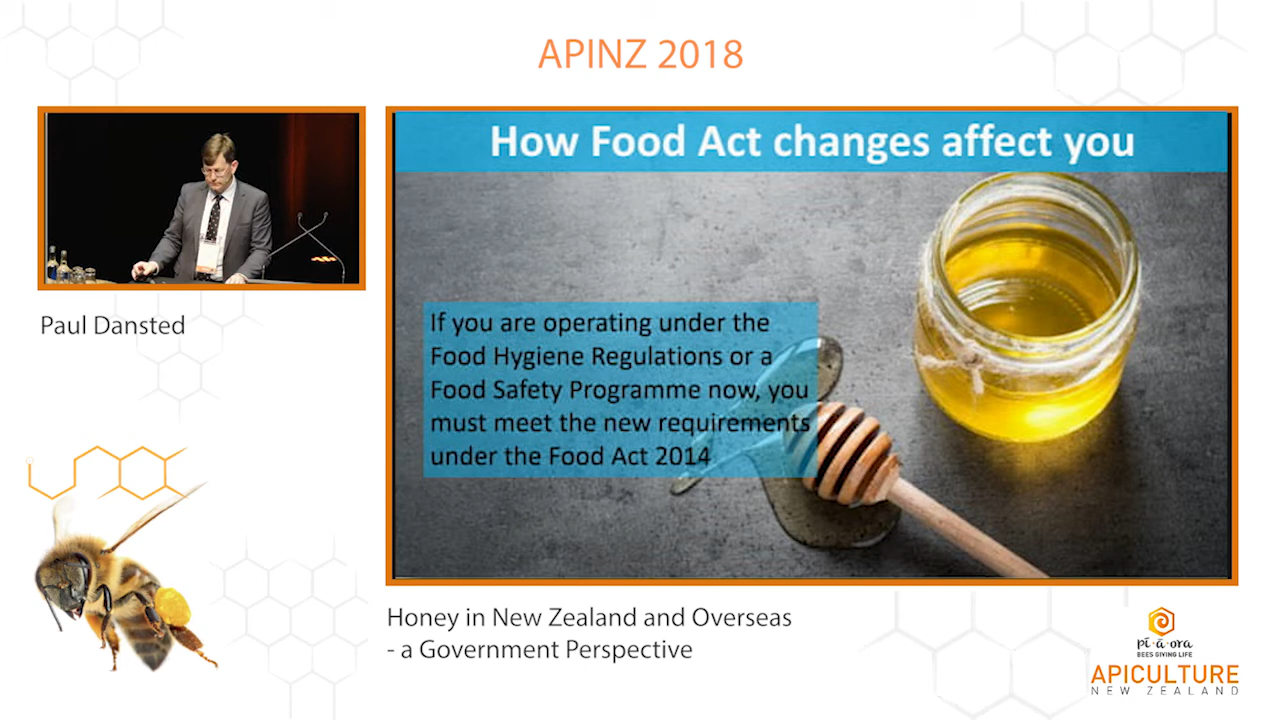 APINZ 2018
How Food Act changes affect you
If you are operating under the
Food Hygiene Regulations or a
Food Safety Programme now, you
must meet the new requirements
under the Food Act 2014
Paul Dansted
Honey in New Zealand and Overseas
- a Government Perspective
pī-ā-ora
BEES GIVING LIFE
APICULTURE
NEW ZEALAND